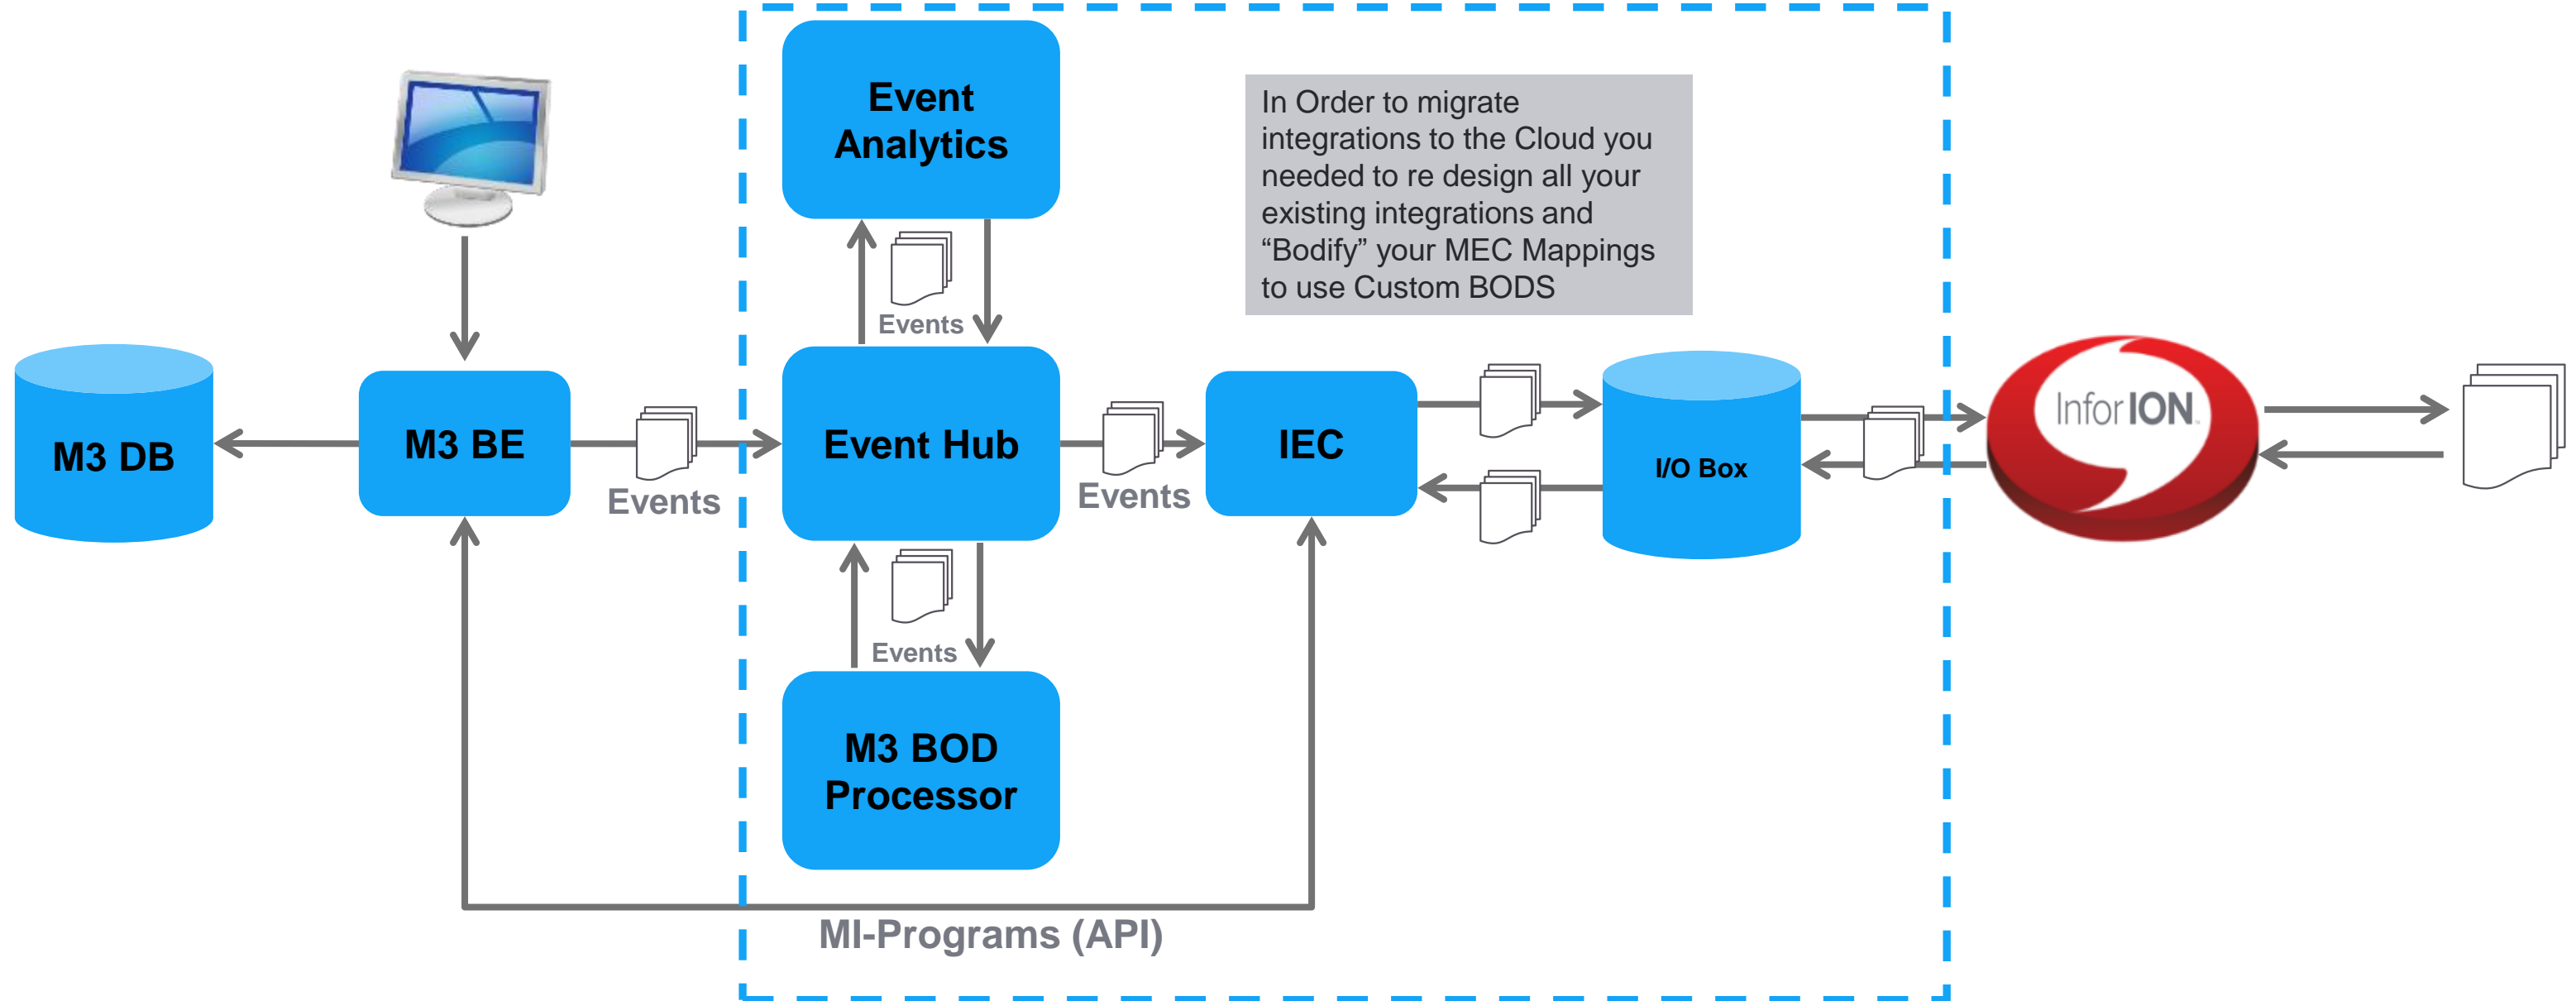 Event
Analytics
In Order to migrate
integrations to the Cloud you
needed to re design all your
existing integrations and
“Bodify” your MEC Mappings
to use Custom BODS
Events
M3 DB
M3 BE
Events
Event Hub
Events
IEC
I/O Box
Infor ION
Events
M3 BOD
Processor
MI-Programs (API)